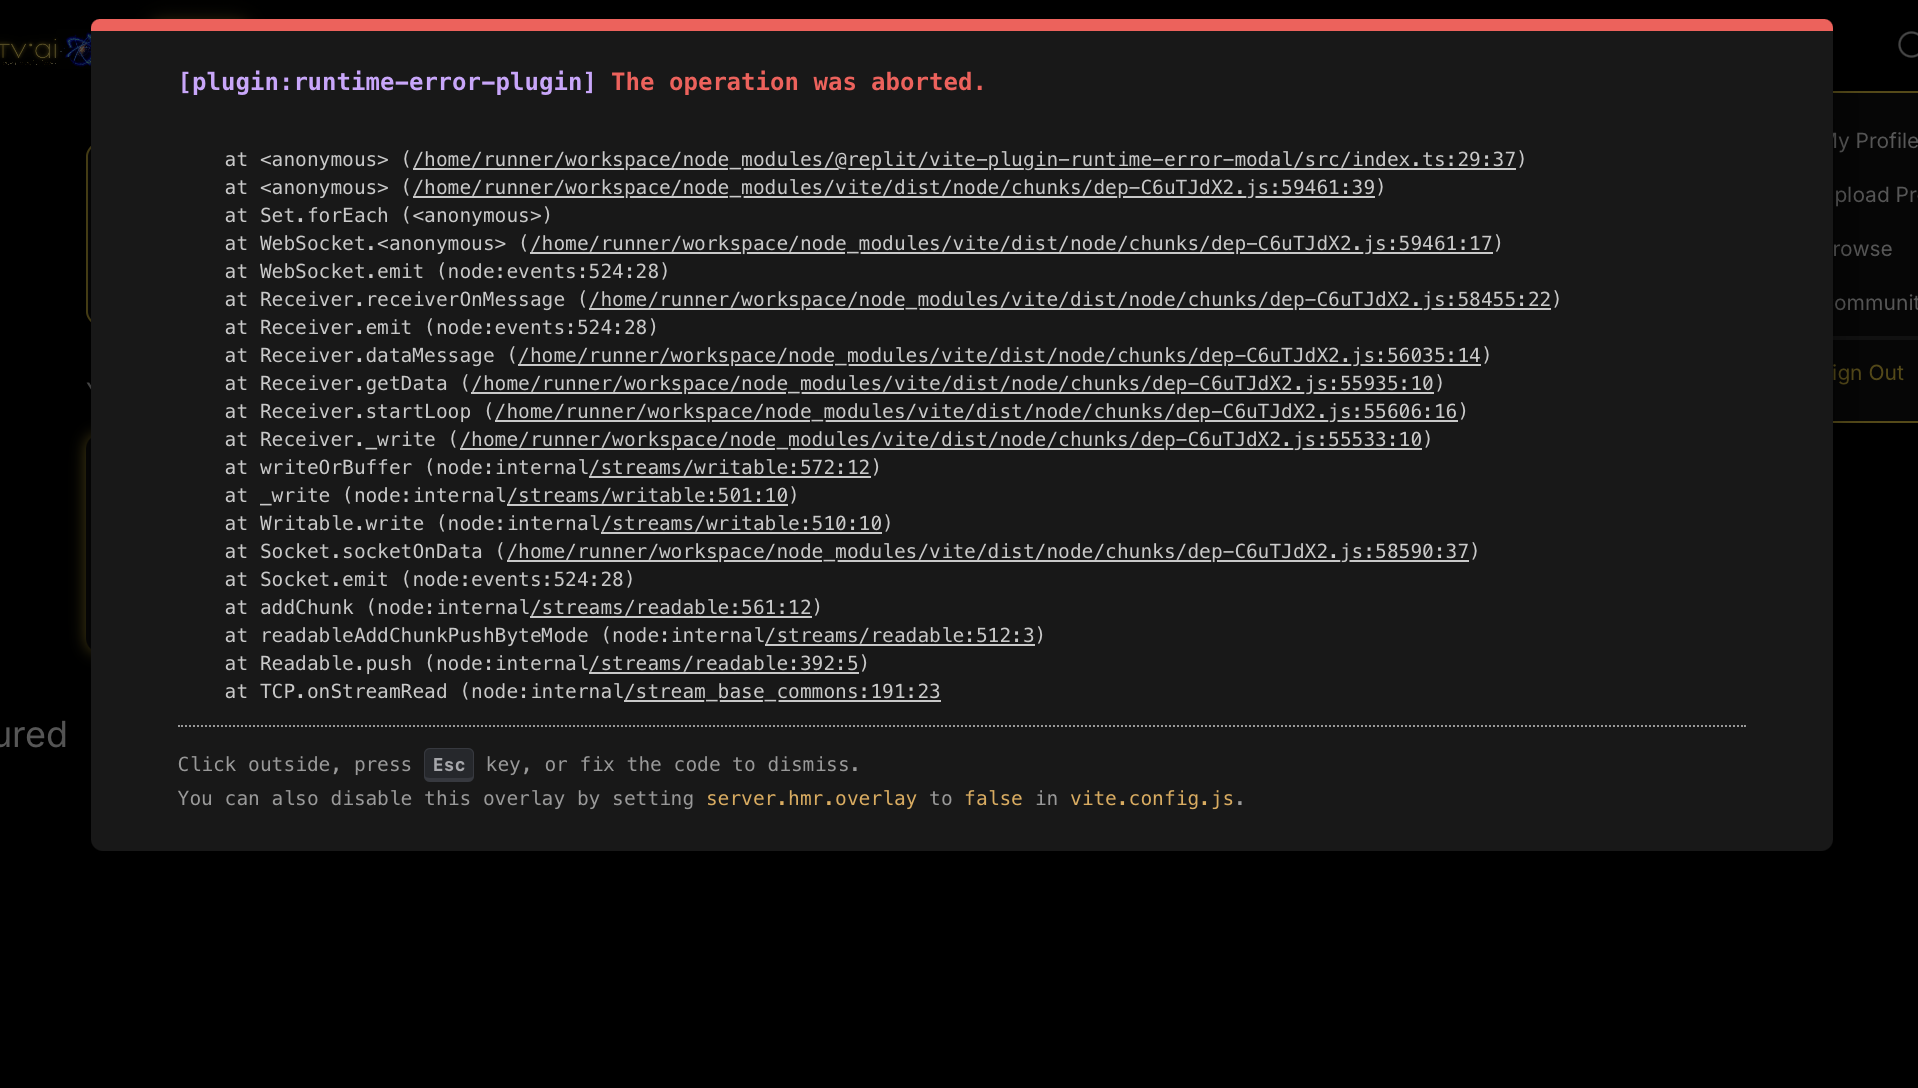 [plugin:runtime-error-plugin] The operation was aborted.
at <anonymous> (/home/runner/workspace/node_modules/@replit/vite-plugin-runtime-error-modal/src/index.ts:29:37)
at <anonymous> (/home/runner/workspace/node_modules/vite/dist/node/chunks/dep-C6uTJdX2.js:59461:39)
at Set.forEach (<anonymous>)
at WebSocket.<anonymous> (/home/runner/workspace/node_modules/vite/dist/node/chunks/dep-C6uTJdX2.js:59461:17)
at WebSocket.emit (node:events:524:28)
at Receiver.receiverOnMessage (/home/runner/workspace/node_modules/vite/dist/node/chunks/dep-C6uTJdX2.js:58455:22)
at Receiver.emit (node:events:524:28)
at Receiver.dataMessage (/home/runner/workspace/node_modules/vite/dist/node/chunks/dep-C6uTJdX2.js:56035:14)
at Receiver.getData (/home/runner/workspace/node_modules/vite/dist/node/chunks/dep-C6uTJdX2.js:55935:10)
at Receiver.startLoop (/home/runner/workspace/node_modules/vite/dist/node/chunks/dep-C6uTJdX2.js:55606:16)
at Receiver._write (/home/runner/workspace/node_modules/vite/dist/node/chunks/dep-C6uTJdX2.js:55533:10)
at writeOrBuffer (node:internal/streams/writable:572:12)
at _write (node:internal/streams/writable:501:10)
at Writable.write (node:internal/streams/writable:510:10)
at Socket.socketOnData (/home/runner/workspace/node_modules/vite/dist/node/chunks/dep-C6uTJdX2.js:58590:37)
at Socket.emit (node:events:524:28)
at addChunk (node:internal/streams/readable:561:12)
at readableAddChunkPushByteMode (node:internal/streams/readable:512:3)
at Readable.push (node:internal/streams/readable:392:5)
at TCP.onStreamRead (node:internal/stream_base_commons:191:23
Click outside, press Esc key, or fix the code to dismiss.
You can also disable this overlay by setting server.hmr.overlay to false in vite.config.js.
tv·ai
ured
y Profile
pload Pr
rowse
ommunit
ign Out